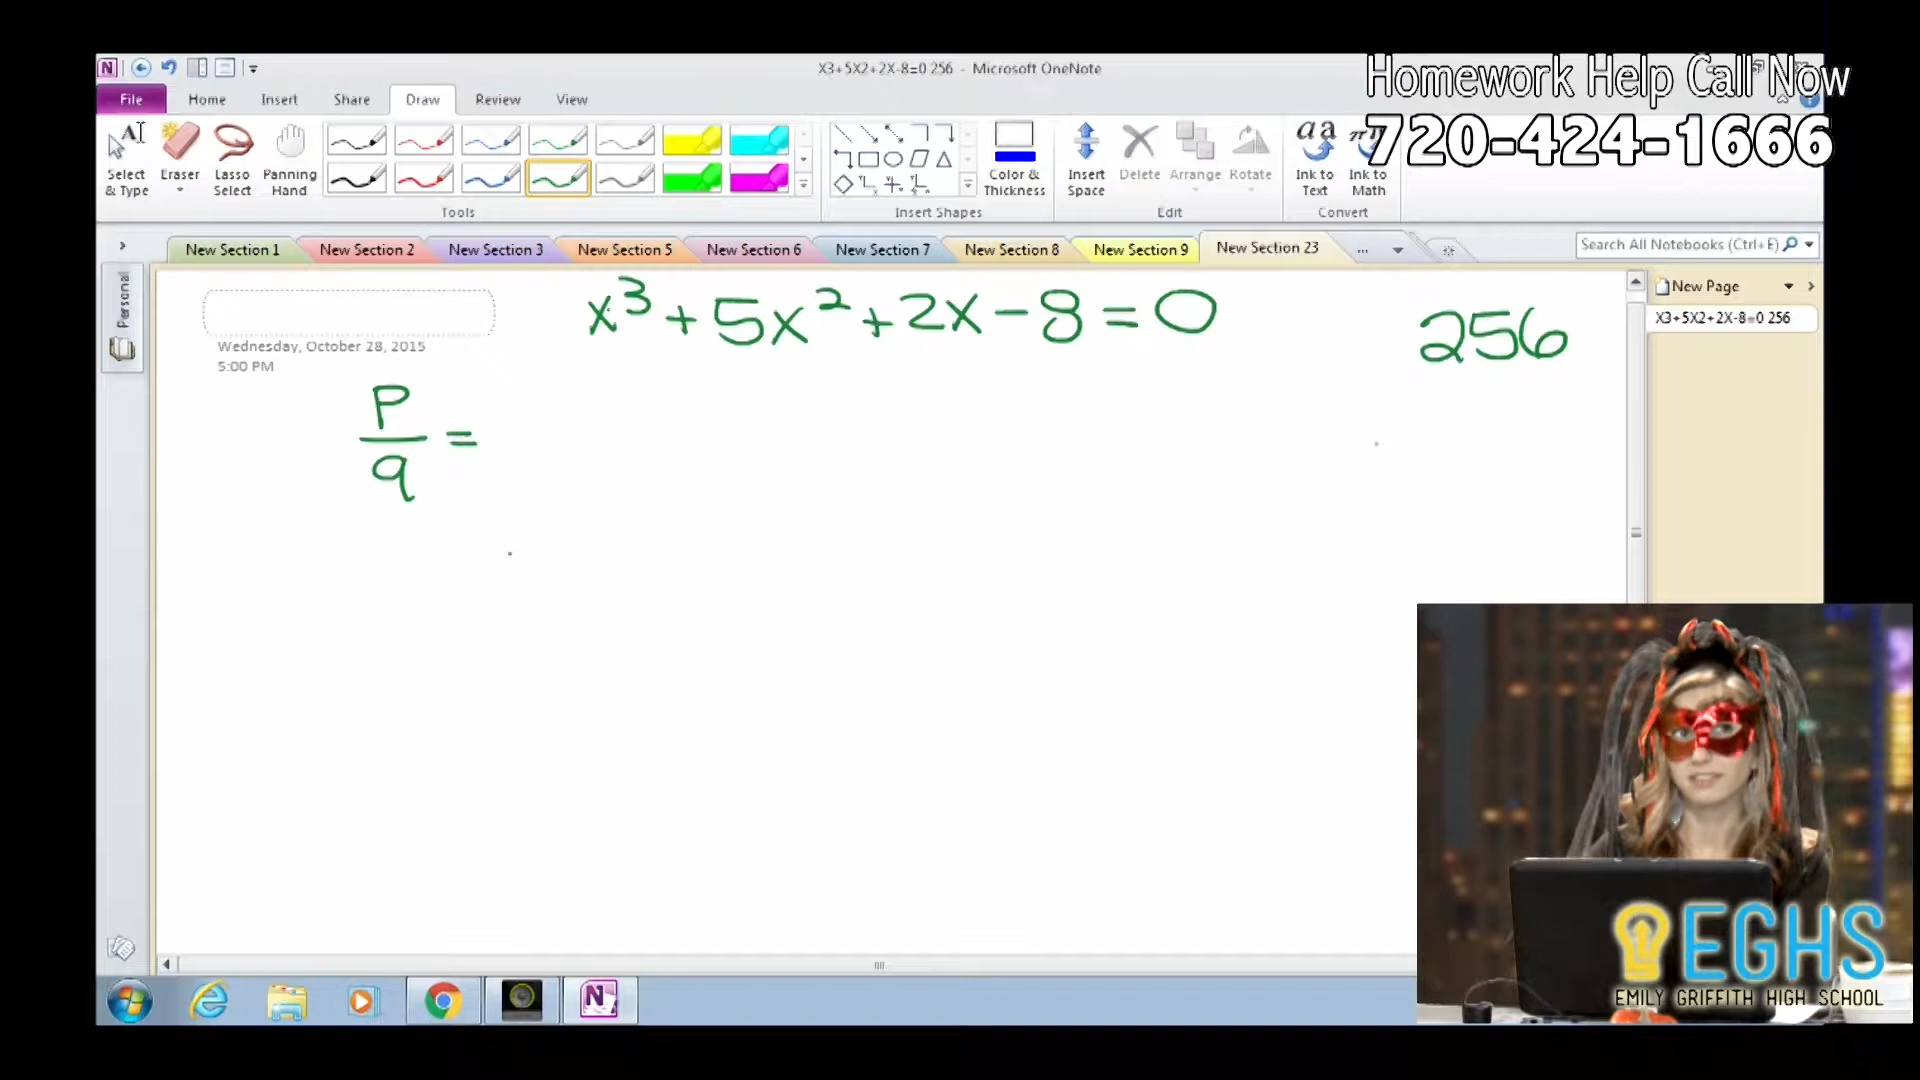 X3+5X2+2X-8=0 256 - Microsoft OneNote
Homework Help Call Now
720-424-1666
File Home Insert Share Draw Review View
Select & Type
Eraser
Lasso Select
Panning Hand
Color & Thickness
Insert Space
Delete
Arrange
Rotate
Ink to Text
Ink to Math
Tools
Insert Shapes
Edit
Convert
New Section 1 New Section 2 New Section 3 New Section 5 New Section 6 New Section 7 New Section 8 New Section 9 New Section 23 ...
Search All Notebooks (Ctrl+E)
Personal
New Page
X3+5X2+2X-8=0 256
x³ + 5x² + 2x - 8 = 0
256
Wednesday, October 28, 2015
5:00 PM
P
q =
EGHS
EMILY GRIFFITH HIGH SCHOOL